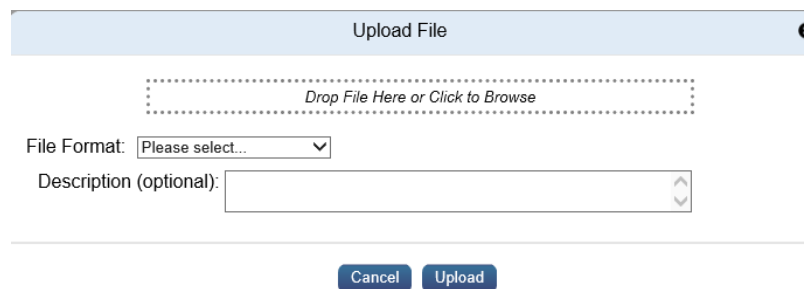 Upload File
Drop File Here or Click to Browse
File Format: Please select...
Description (optional):
Cancel Upload